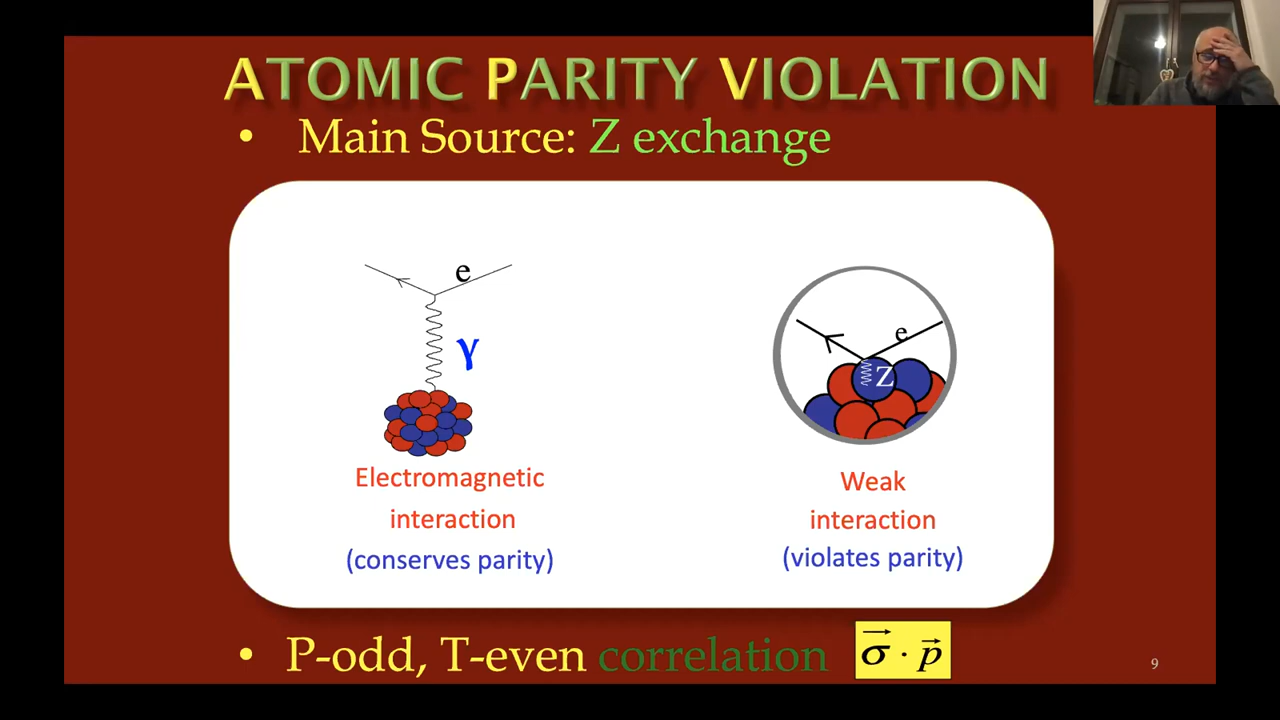 ATOMIC PARITY VIOLATION
• Main Source: Z exchange
e
γ
e
Z
Electromagnetic
interaction
(conserves parity)
Weak
interaction
(violates parity)
• P-odd, T-even correlation σ⃗ · p⃗
9